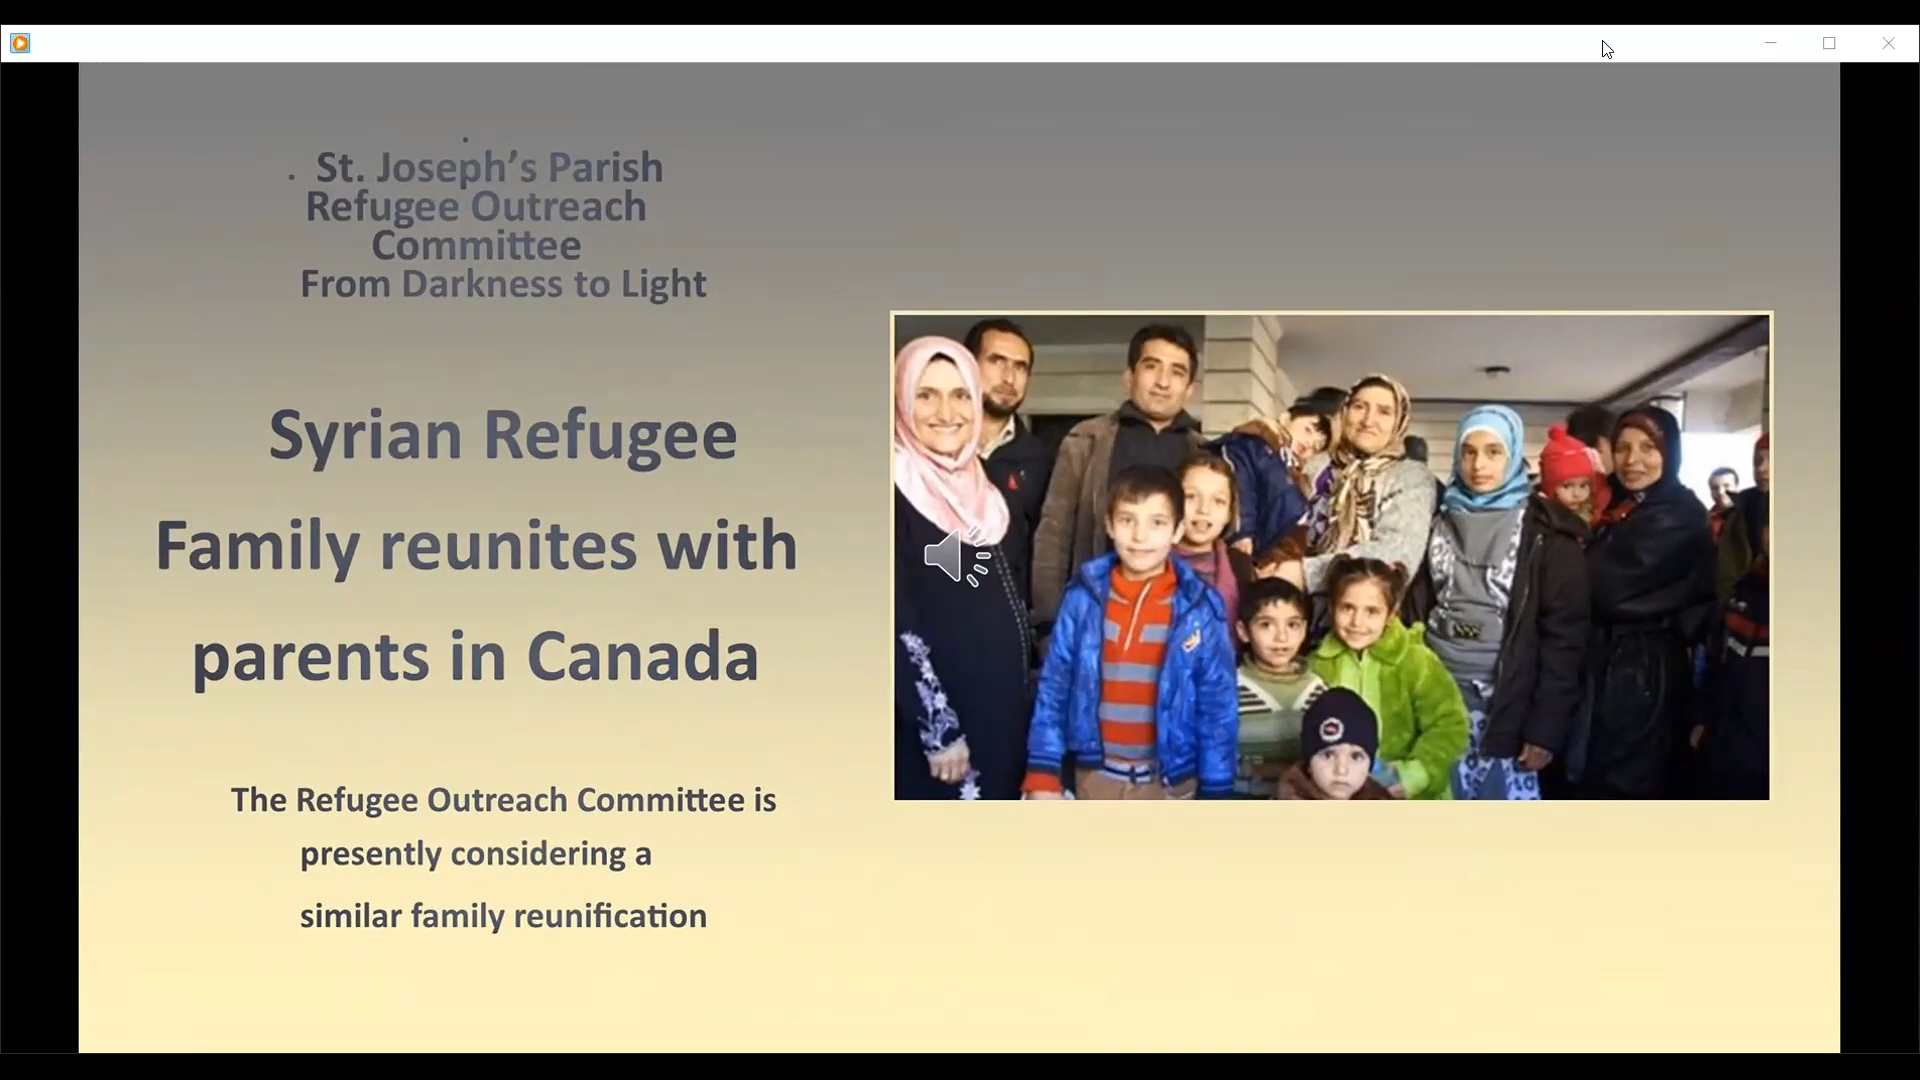 St. Joseph’s Parish
Refugee Outreach
Committee
From Darkness to Light
Syrian Refugee
Family reunites with
parents in Canada
The Refugee Outreach Committee is
presently considering a
similar family reunification